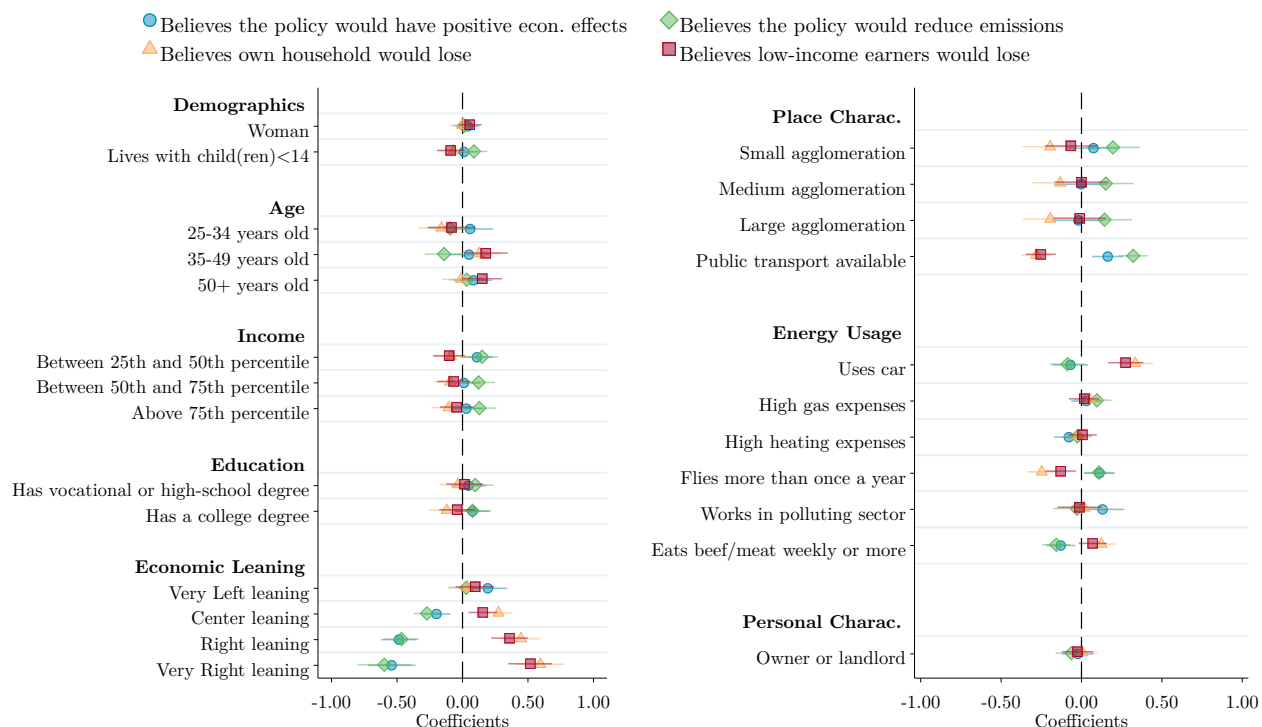 Believes the policy would have positive econ. effects
Believes the policy would reduce emissions
Believes own household would lose
Believes low-income earners would lose
Demographics
Woman
Lives with child(ren)<14
Age
25-34 years old
35-49 years old
50+ years old
Income
Between 25th and 50th percentile
Between 50th and 75th percentile
Above 75th percentile
Education
Has vocational or high-school degree
Has a college degree
Economic Leaning
Very Left leaning
Center leaning
Right leaning
Very Right leaning
-1.00 -0.50 0.00 0.50 1.00
Coefficients
Place Charac.
Small agglomeration
Medium agglomeration
Large agglomeration
Public transport available
Energy Usage
Uses car
High gas expenses
High heating expenses
Flies more than once a year
Works in polluting sector
Eats beef/meat weekly or more
Personal Charac.
Owner or landlord
-1.00 -0.50 0.00 0.50 1.00
Coefficients